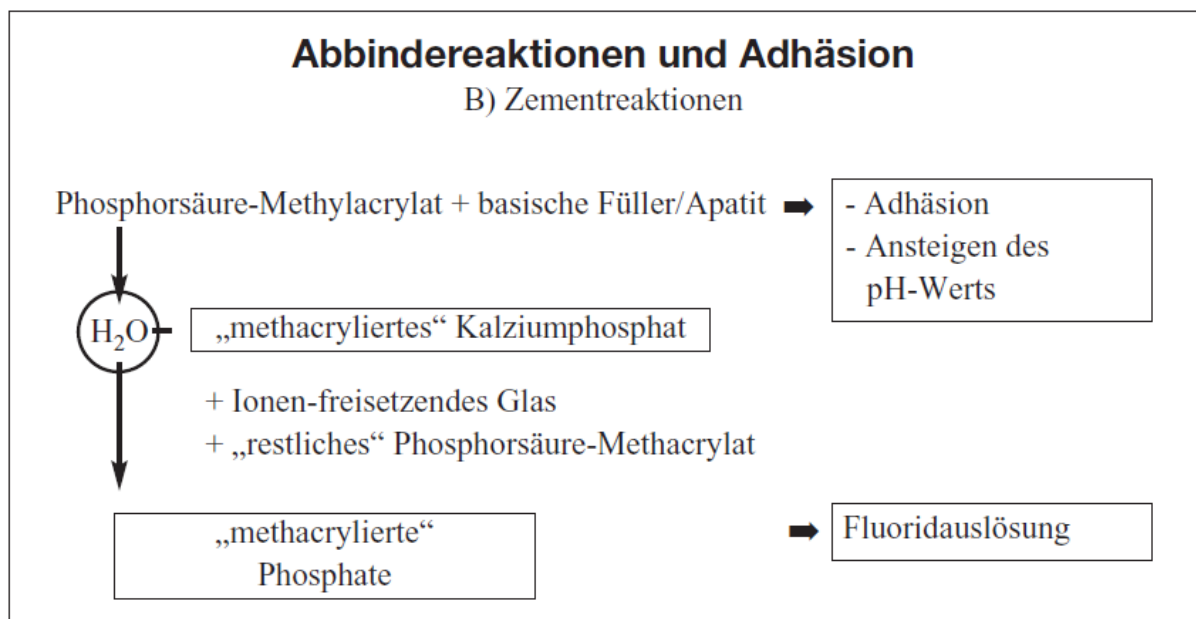 Abbindereaktionen und Adhäsion
B) Zementreaktionen
Phosphorsäure-Methylacrylat + basische Füller/Apatit ➡
- Adhäsion
- Ansteigen des
pH-Werts
H₂O
„methacryliertes“ Kalziumphosphat
+ Ionen-freisetzendes Glas
+ „restliches“ Phosphorsäure-Methacrylat
„methacrylierte“
Phosphate
➡ Fluoridauslösung